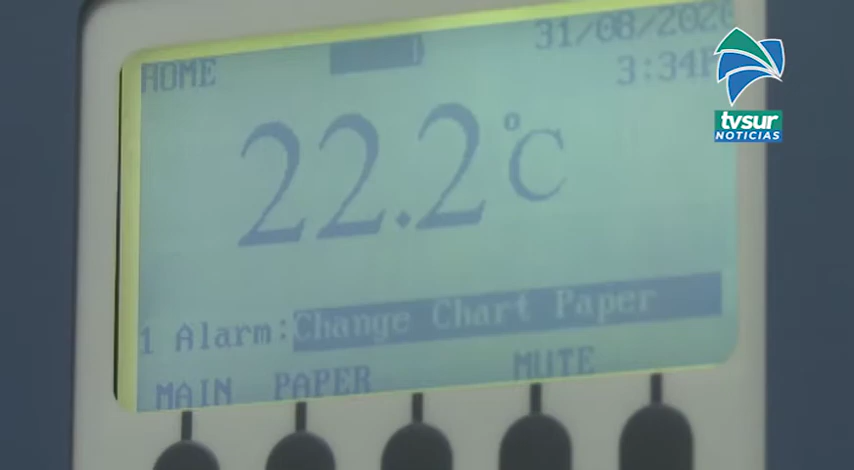 HOME
31/08/2020
3:34
22.2°C
1 Alarm: Change Chart Paper
MAIN PAPER MUTE
tvsur
NOTICIAS